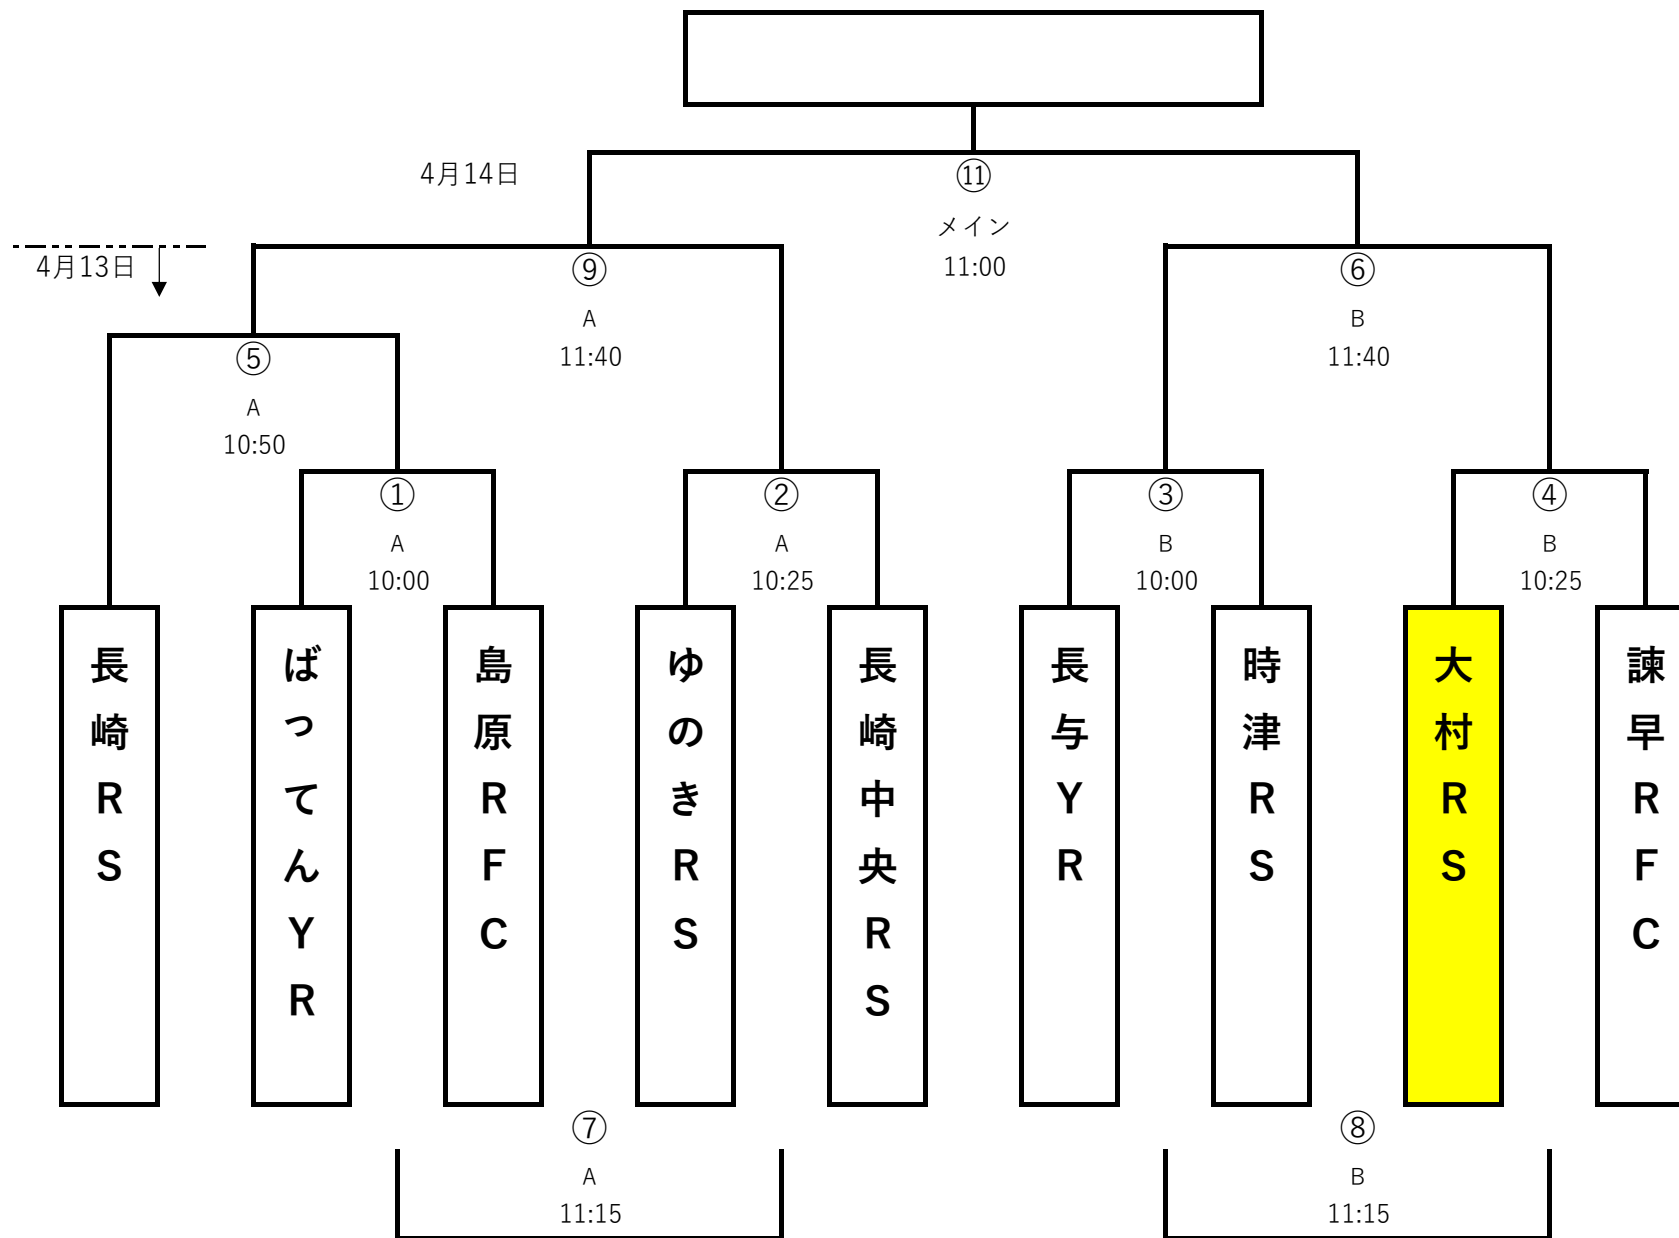 4月14日
⑪
メイン
11:00
4月13日
⑨
A
11:40
⑥
B
11:40
⑤
A
10:50
①
A
10:00
②
A
10:25
③
B
10:00
④
B
10:25
長崎RS
ばってんYR
島原RFC
ゆのきRS
長崎中央RS
長与YR
時津RS
大村RS
諫早RFC
⑦
A
11:15
⑧
B
11:15